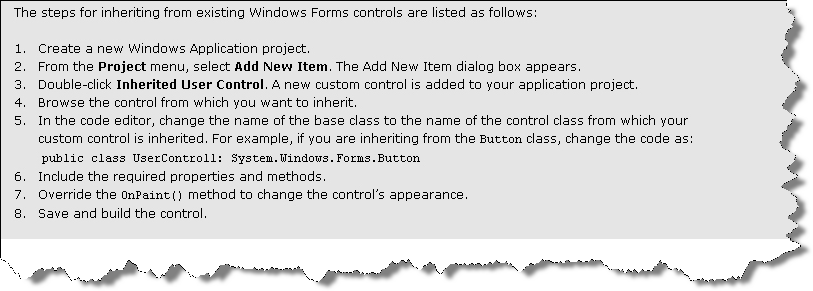 The steps for inheriting from existing Windows Forms controls are listed as follows:
1. Create a new Windows Application project.
2. From the Project menu, select Add New Item. The Add New Item dialog box appears.
3. Double-click Inherited User Control. A new custom control is added to your application project.
4. Browse the control from which you want to inherit.
5. In the code editor, change the name of the base class to the name of the control class from which your
custom control is inherited. For example, if you are inheriting from the Button class, change the code as:
public class UserControl1: System.Windows.Forms.Button
6. Include the required properties and methods.
7. Override the OnPaint() method to change the control's appearance.
8. Save and build the control.